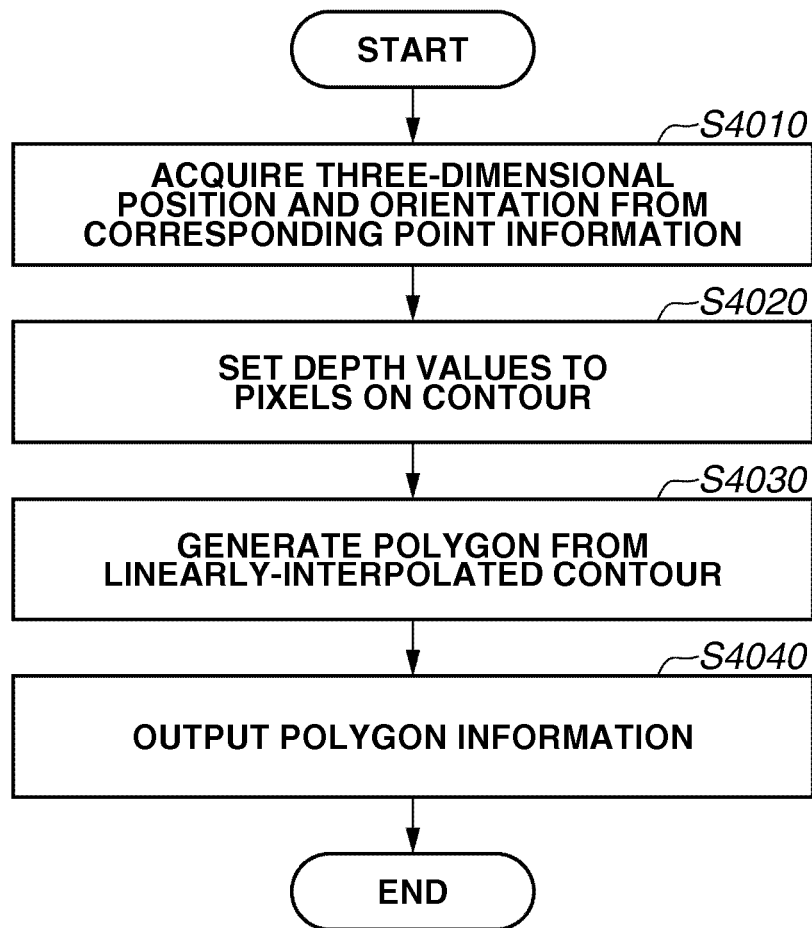 START
S4010
ACQUIRE THREE-DIMENSIONAL
POSITION AND ORIENTATION FROM
CORRESPONDING POINT INFORMATION
S4020
SET DEPTH VALUES TO
PIXELS ON CONTOUR
S4030
GENERATE POLYGON FROM
LINEARLY-INTERPOLATED CONTOUR
S4040
OUTPUT POLYGON INFORMATION
END